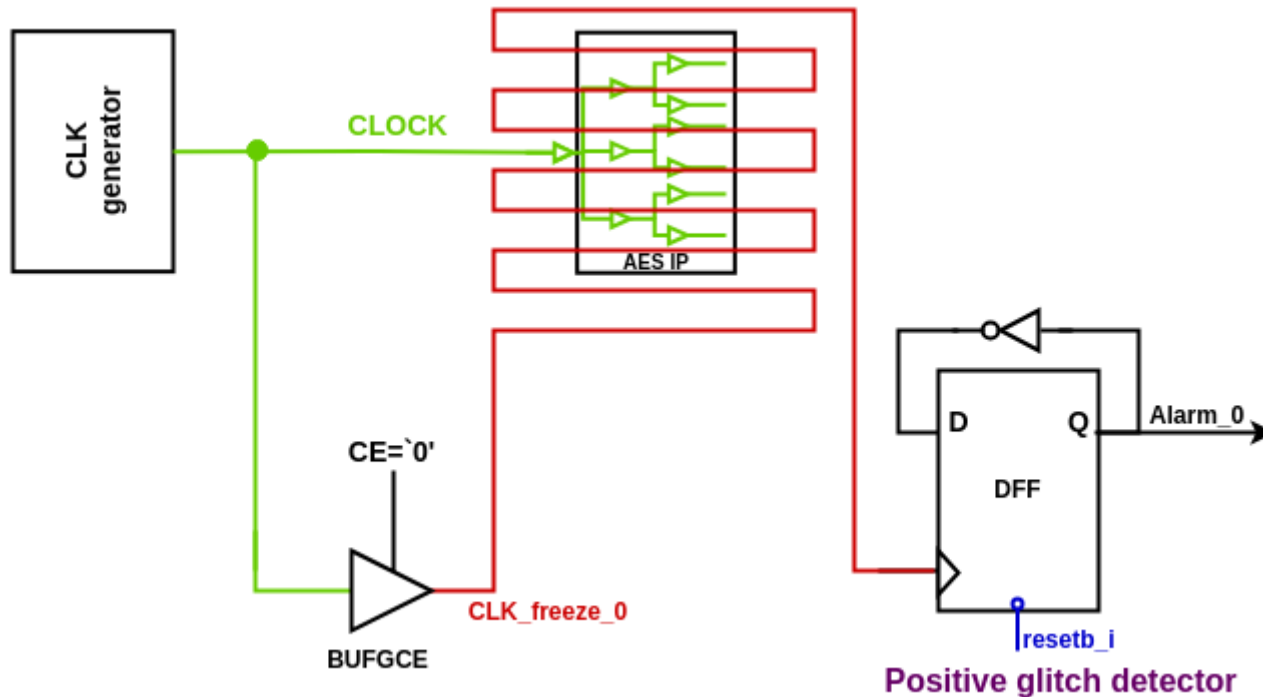 CLK
generator
CLOCK
AES IP
CE=`0'
BUFGCE
CLK_freeze_0
D
Q
DFF
Alarm_0
resetb_i
Positive glitch detector